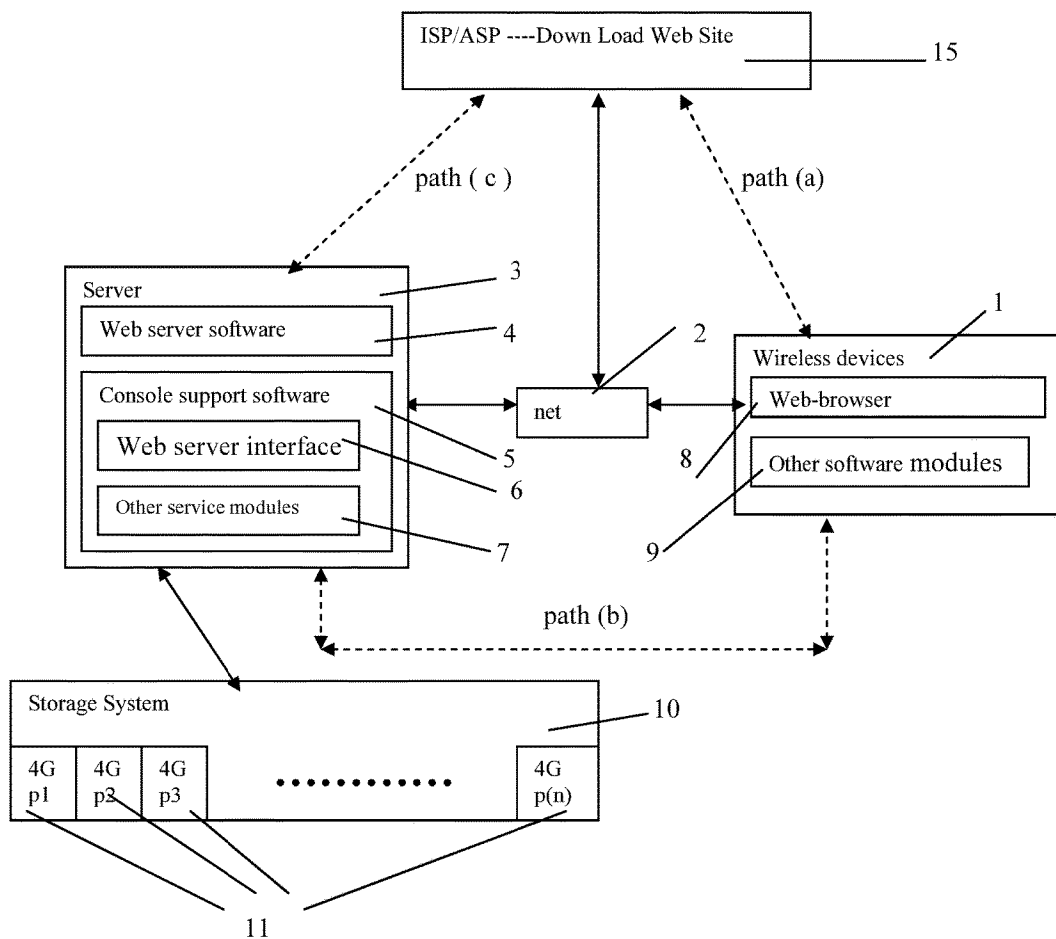 ISP/ASP ----Down Load Web Site
15
path ( c )
path (a)
3
Server
Web server software
4
Console support software
5
Web server interface
6
Other service modules
7
2
net
1
Wireless devices
Web-browser
8
Other software modules
9
path (b)
Storage System
10
4G
p1
4G
p2
4G
p3
4G
p(n)
11